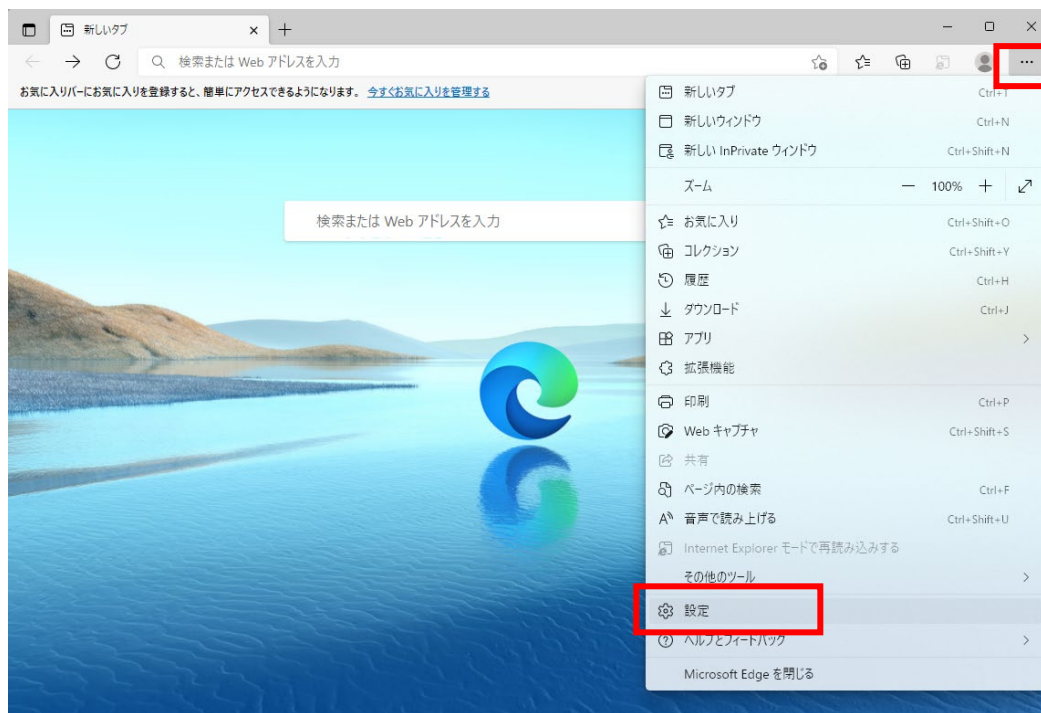 新しいタブ
検索または Web アドレスを入力
お気に入りバーにお気に入りを登録すると、簡単にアクセスできるようになります。 今すぐお気に入りを管理する
検索または Web アドレスを入力
新しいタブ Ctrl+T
新しいウィンドウ Ctrl+N
新しい InPrivate ウィンドウ Ctrl+Shift+N
ズーム 100%
お気に入り Ctrl+Shift+O
コレクション Ctrl+Shift+Y
履歴 Ctrl+H
ダウンロード Ctrl+J
アプリ
拡張機能
印刷 Ctrl+P
Web キャプチャ Ctrl+Shift+S
共有
ページ内の検索 Ctrl+F
音声で読み上げる Ctrl+Shift+U
Internet Explorer モードで再読み込みする
その他のツール
設定
ヘルプとフィードバック
Microsoft Edge を閉じる